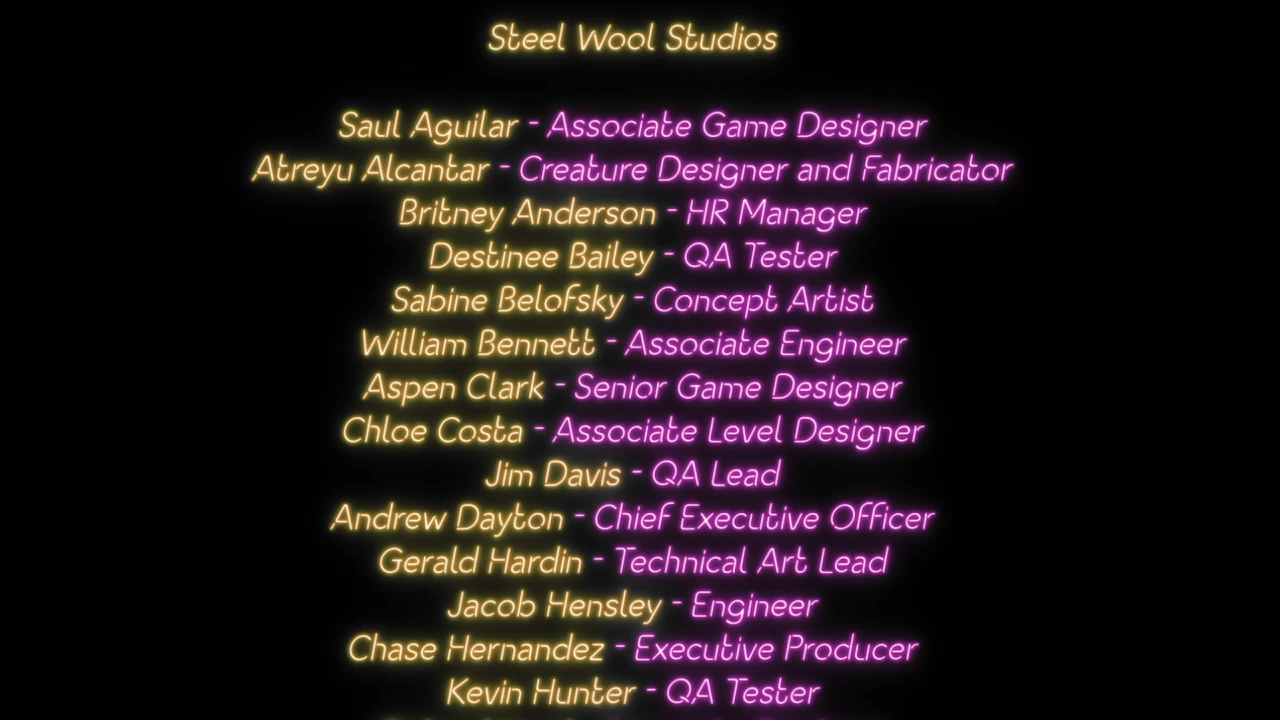 Steel Wool Studios
Saul Aguilar - Associate Game Designer
Atreyu Alcantar - Creature Designer and Fabricator
Britney Anderson - HR Manager
Destinee Bailey - QA Tester
Sabine Belofsky - Concept Artist
William Bennett - Associate Engineer
Aspen Clark - Senior Game Designer
Chloe Costa - Associate Level Designer
Jim Davis - QA Lead
Andrew Dayton - Chief Executive Officer
Gerald Hardin - Technical Art Lead
Jacob Hensley - Engineer
Chase Hernandez - Executive Producer
Kevin Hunter - QA Tester